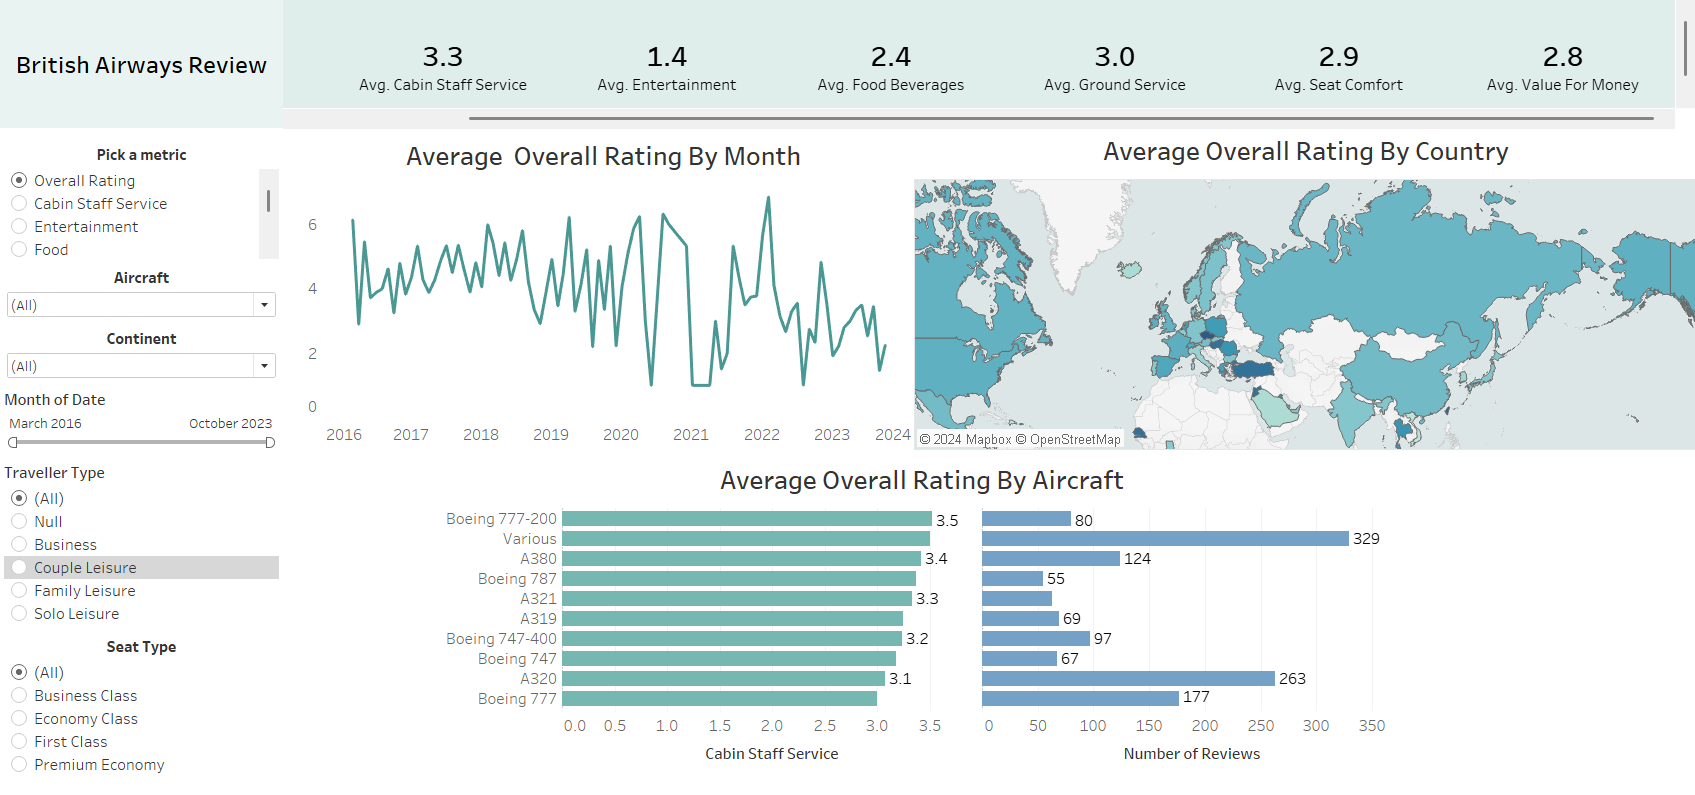 British Airways Review
3.3
Avg. Cabin Staff Service
1.4
Avg. Entertainment
2.4
Avg. Food Beverages
3.0
Avg. Ground Service
2.9
Avg. Seat Comfort
2.8
Avg. Value For Money
Pick a metric
Overall Rating
Cabin Staff Service
Entertainment
Food
Aircraft
(All)
Continent
(All)
Month of Date
March 2016 October 2023
Traveller Type
(All)
Null
Business
Couple Leisure
Family Leisure
Solo Leisure
Seat Type
(All)
Business Class
Economy Class
First Class
Premium Economy
Average Overall Rating By Month
6
4
2
0
2016 2017 2018 2019 2020 2021 2022 2023 2024
Average Overall Rating By Country
© 2024 Mapbox © OpenStreetMap
Average Overall Rating By Aircraft
Boeing 777-200 3.5 80
Various 329
A380 3.4 124
Boeing 787 55
A321 3.3
A319 69
Boeing 747-400 3.2 97
Boeing 747 67
A320 3.1 263
Boeing 777 177
0.0 0.5 1.0 1.5 2.0 2.5 3.0 3.5 0 50 100 150 200 250 300 350
Cabin Staff Service Number of Reviews